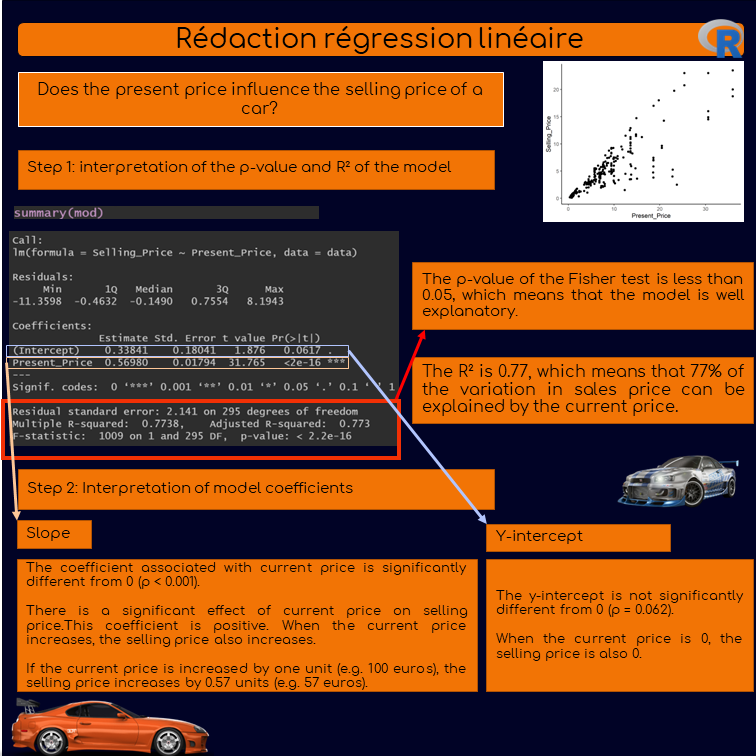 Rédaction régression linéaire
R
Does the present price influence the selling price of a
car?
Selling_Price
20
15
10
5
0
0
10
20
30
Present_Price
Step 1: interpretation of the p-value and R² of the model
summary(mod)
Call:
lm(formula = Selling_Price ~ Present_Price, data = data)
Residuals:
Min 1Q Median 3Q Max
-11.3598 -0.4632 -0.1490 0.7554 8.1943
Coefficients:
Estimate Std. Error t value Pr(>|t|)
(Intercept) 0.33841 0.18041 1.876 0.0617 .
Present_Price 0.56980 0.01794 31.765 <2e-16 ***
---
Signif. codes: 0 ‘***’ 0.001 ‘**’ 0.01 ‘*’ 0.05 ‘.’ 0.1 ‘ ’ 1
Residual standard error: 2.141 on 295 degrees of freedom
Multiple R-squared: 0.7738, Adjusted R-squared: 0.773
F-statistic: 1009 on 1 and 295 DF, p-value: < 2.2e-16
The p-value of the Fisher test is less than
0.05, which means that the model is well
explanatory.
The R² is 0.77, which means that 77% of
the variation in sales price can be
explained by the current price.
Step 2: Interpretation of model coefficients
Slope
The coefficient associated with current price is significantly
different from 0 (p < 0.001).
There is a significant effect of current price on selling
price.This coefficient is positive. When the current price
increases, the selling price also increases.
If the current price is increased by one unit (e.g. 100 euros), the
selling price increases by 0.57 units (e.g. 57 euros).
Y-intercept
The y-intercept is not significantly
different from 0 (p = 0.062).
When the current price is 0, the
selling price is also 0.